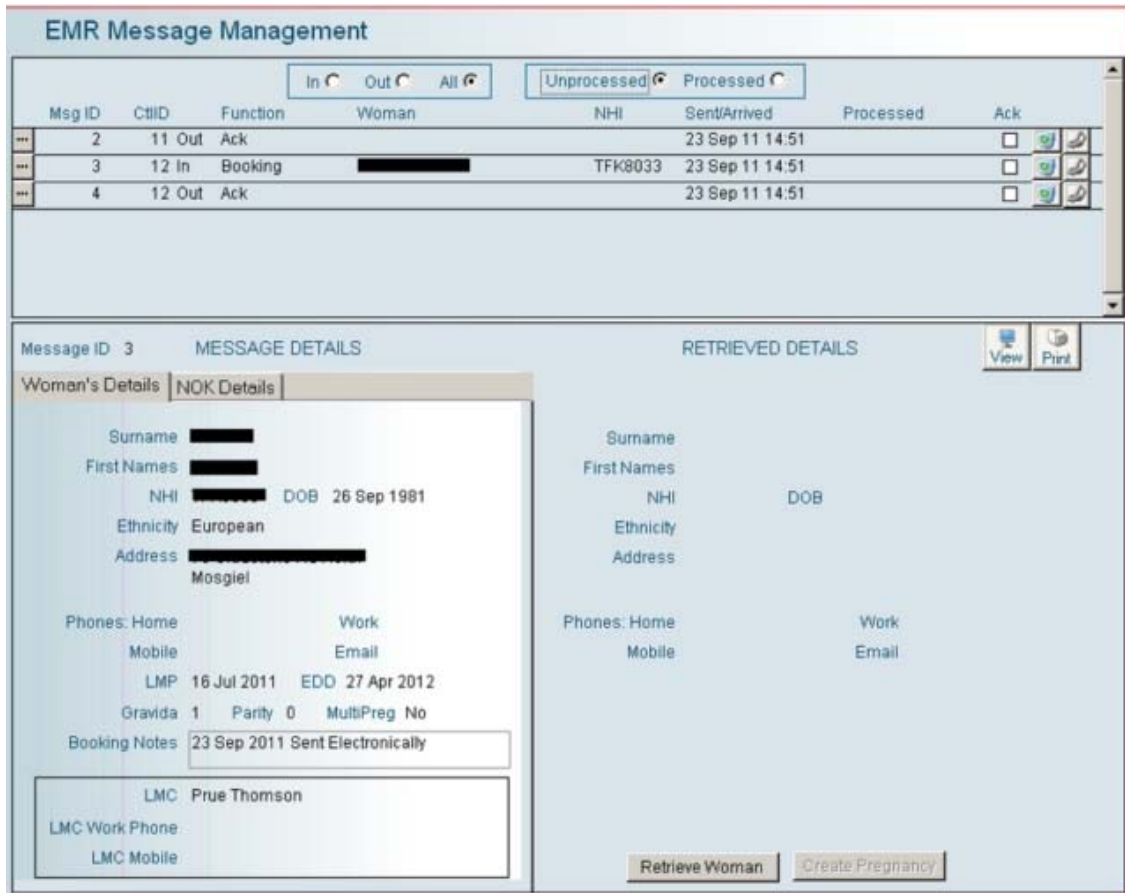 EMR Message Management
In Out All Unprocessed Processed
Msg ID CtlID Function Woman NHI Sent/Arrived Processed Ack
2 11 Out Ack 23 Sep 11 14:51
3 12 In Booking TFK8033 23 Sep 11 14:51
4 12 Out Ack 23 Sep 11 14:51
Message ID 3 MESSAGE DETAILS RETRIEVED DETAILS View Print
Woman's Details NOK Details
Surname Surname
First Names First Names
NHI DOB 26 Sep 1981 NHI DOB
Ethnicity European Ethnicity
Address Address
Mosgiel
Phones: Home Work Phones: Home Work
Mobile Email Mobile Email
LMP 16 Jul 2011 EDD 27 Apr 2012
Gravida 1 Parity 0 MultiPreg No
Booking Notes 23 Sep 2011 Sent Electronically
LMC Prue Thomson
LMC Work Phone
LMC Mobile
Retrieve Woman Create Pregnancy